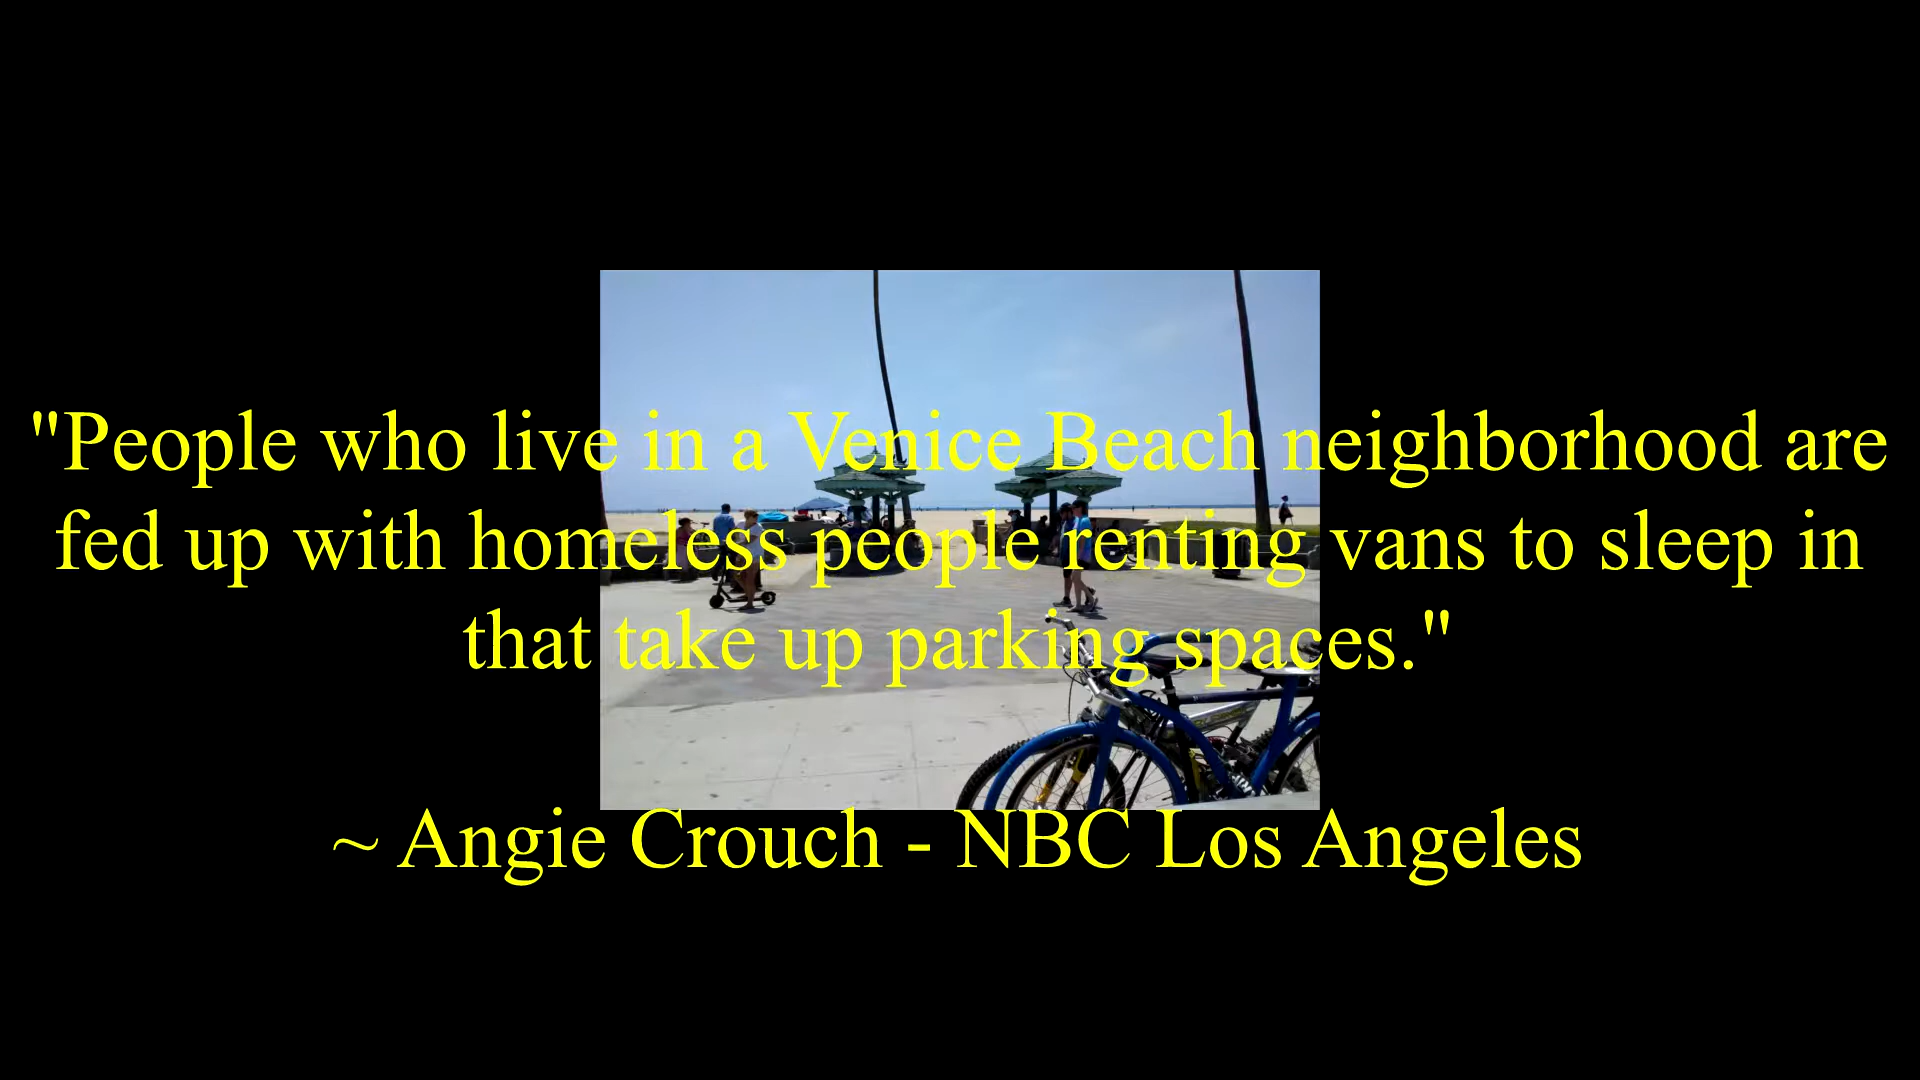 "People who live in a Venice Beach neighborhood are
fed up with homeless people renting vans to sleep in
that take up parking spaces."
~ Angie Crouch - NBC Los Angeles